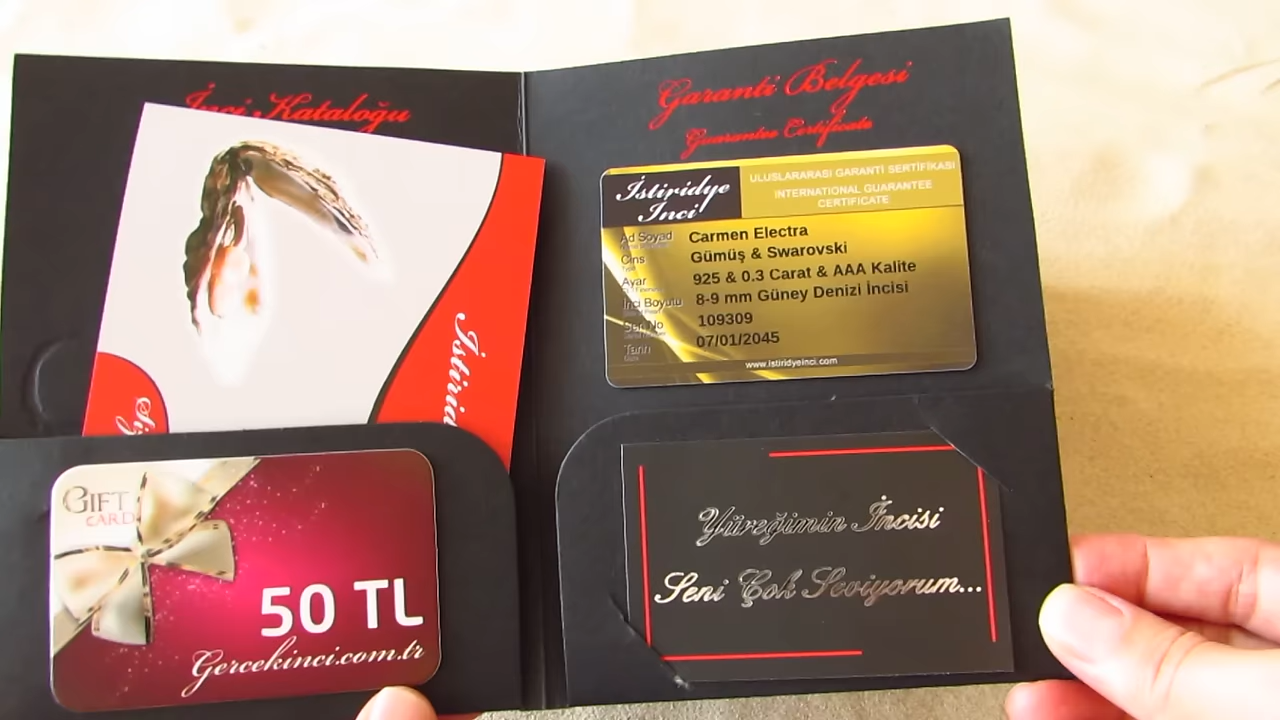 İnci Kataloğu
İstirid
GIFT
CARD
50 TL
Gercekinci.com.tr
Garanti Belgesi
Guarantee Certificate
İstiridye
İnci
ULUSLARARASI GARANTİ SERTİFİKASI
INTERNATIONAL GUARANTEE
CERTIFICATE
Ad Soyad Carmen Electra
Cins Gümüş & Swarovski
Ayar 925 & 0.3 Carat & AAA Kalite
İnci Boyutu 8-9 mm Güney Denizi İncisi
Seri No 109309
Tarih 07/01/2045
www.istiridyeinci.com
Yüreğimin İncisi
Seni Çok Seviyorum...